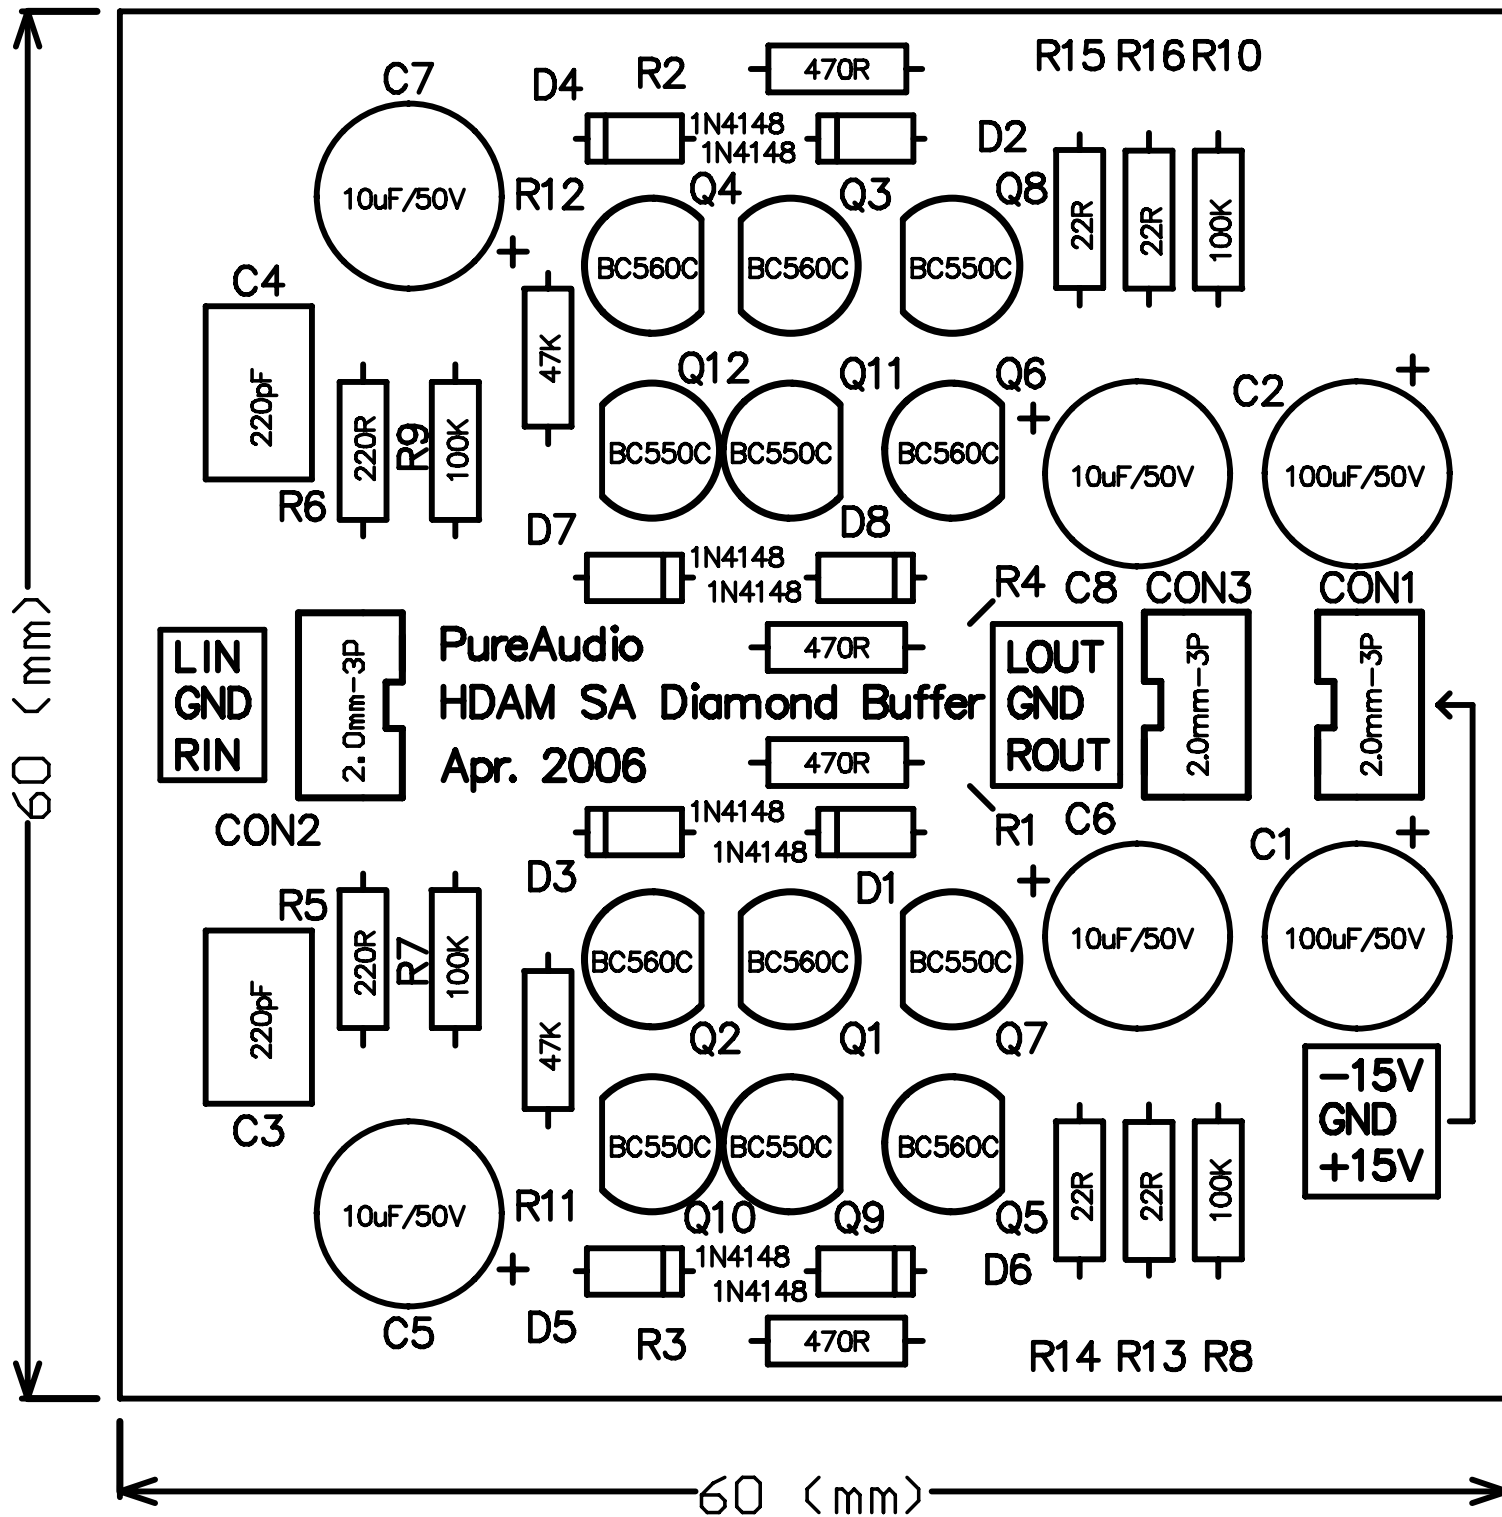 R15 R16 R10
C7
D4
R2
470R
1N4148
1N4148
D2
10uF/50V
R12
Q4
Q3
Q8
22R
22R
100K
BC560C
BC560C
BC550C
C4
220pF
47K
Q12
Q11
Q6
C2
220R
R9
100K
BC550C
BC550C
BC560C
10uF/50V
100uF/50V
R6
D7
D8
1N4148
1N4148
R4
C8
CON3
CON1
LIN
GND
RIN
2.0mm-3P
PureAudio
470R
HDAM SA Diamond Buffer
Apr. 2006
470R
LOUT
GND
ROUT
2.0mm-3P
2.0mm-3P
60 (mm)
CON2
1N4148
1N4148
R1
C6
C1
D3
D1
R5
220R
R7
100K
BC560C
BC560C
BC550C
10uF/50V
100uF/50V
220pF
47K
Q2
Q1
Q7
-15V
GND
+15V
C3
BC550C
BC550C
BC560C
22R
22R
100K
10uF/50V
R11
Q10
Q9
Q5
1N4148
1N4148
D6
C5
D5
R3
470R
R14 R13 R8
60 (mm)